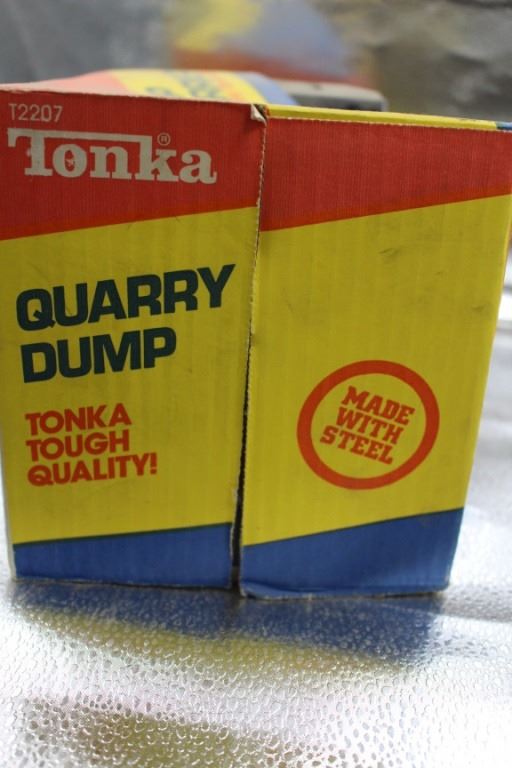 T2207
Tonka®
QUARRY
DUMP
TONKA
TOUGH
QUALITY!
MADE
WITH
STEEL